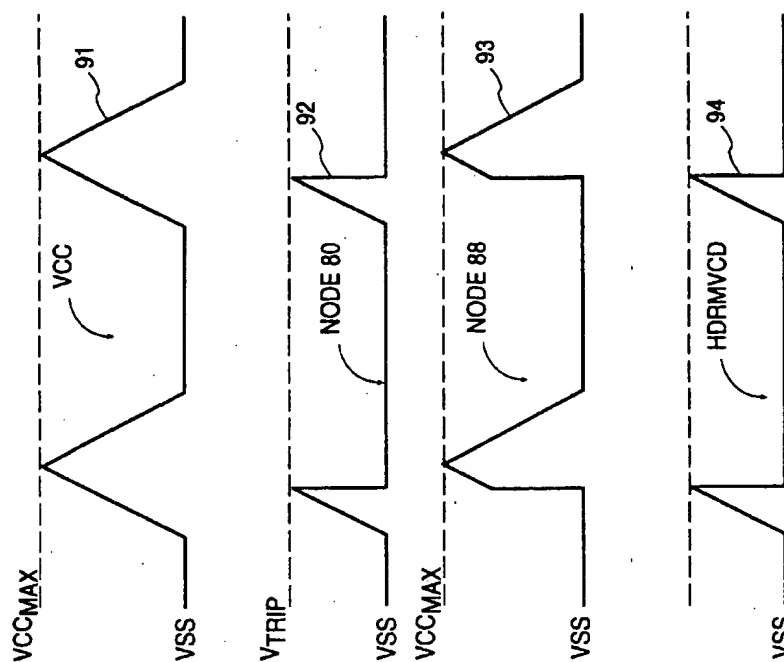 VCCMAX
VCC
91
VSS
VTRIP
92
NODE 80
VSS
VCCMAX
NODE 88
93
VSS
94
HDRMVCD
VSS